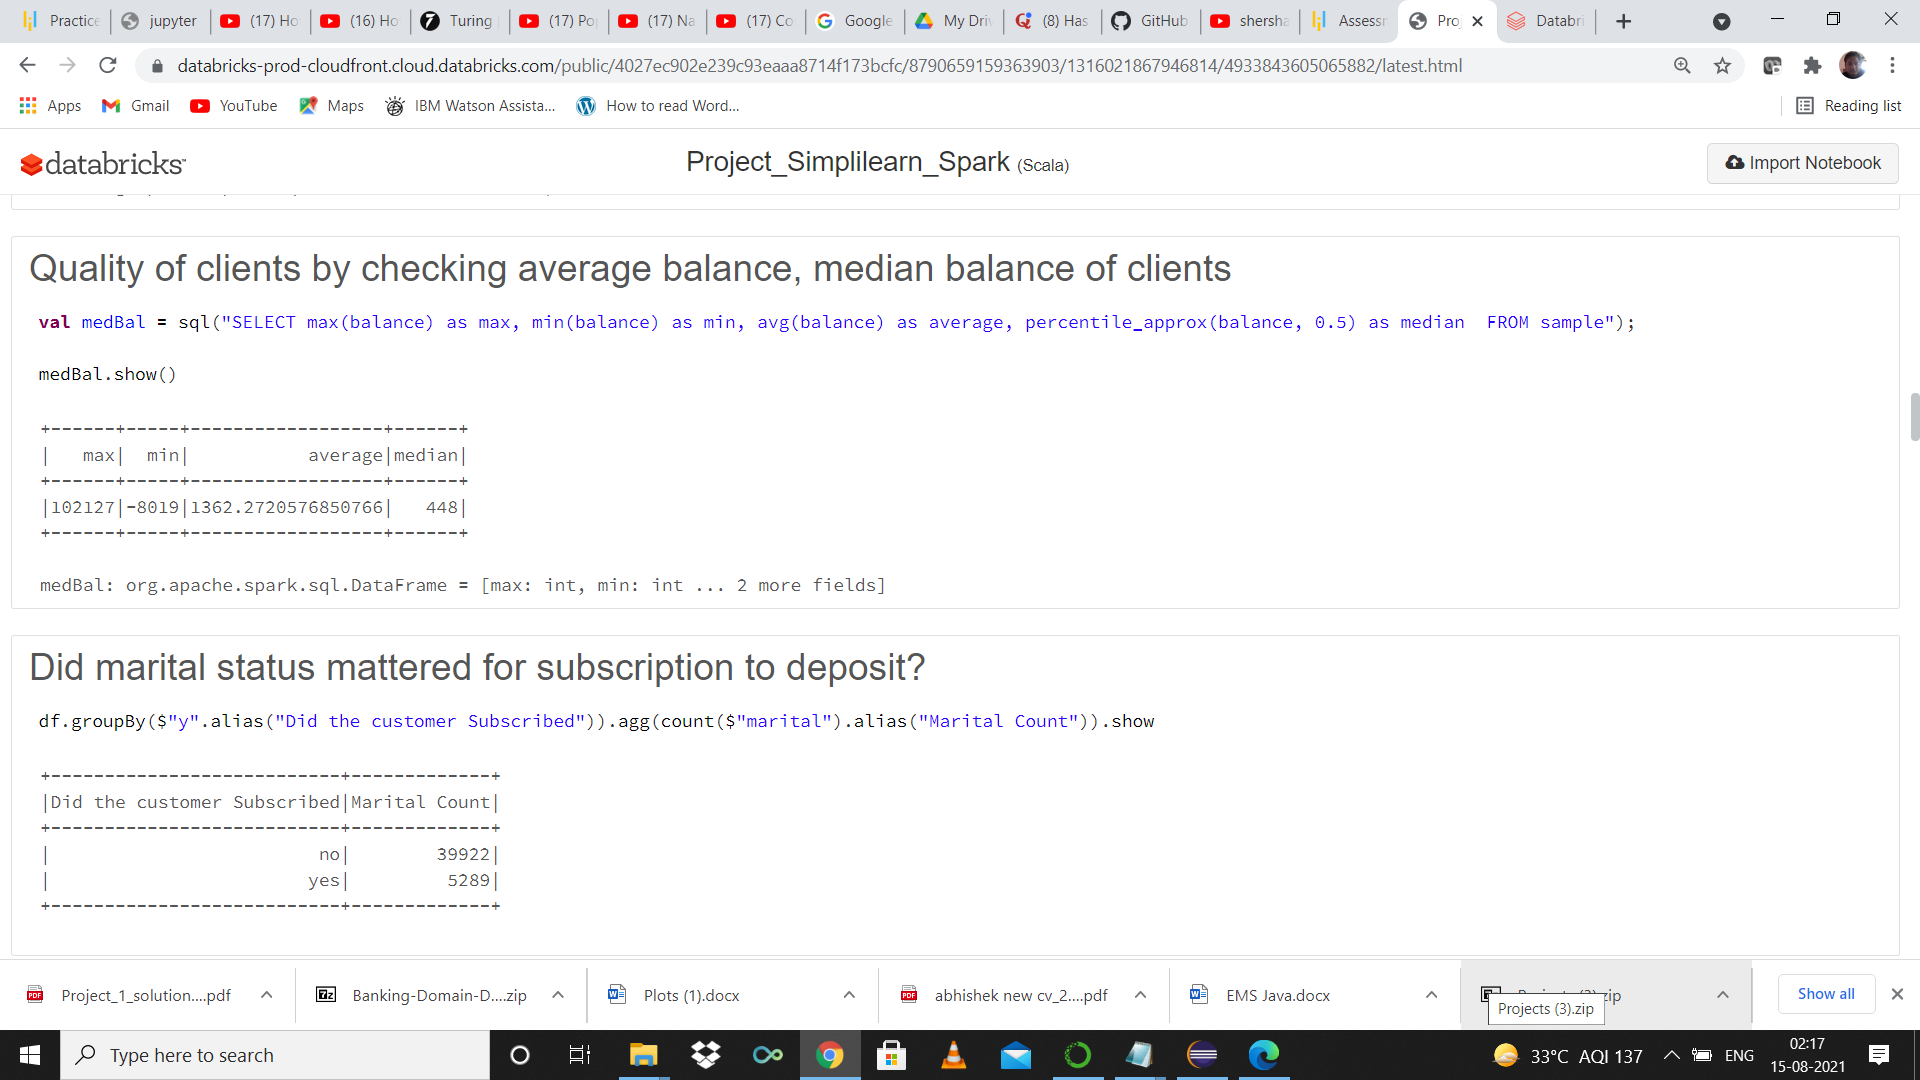 Practice
jupyter
(17) Ho
(16) Ho
Turing
(17) Po
(17) Na
(17) Co
Google
My Driv
(8) Has
GitHub
shersha
Assessm
Pro
Databri
databricks-prod-cloudfront.cloud.databricks.com/public/4027ec902e239c93eaaa8714f173bcfc/8790659159363903/1316021867946814/4933843605065882/latest.html
Apps
Gmail
YouTube
Maps
IBM Watson Assista...
How to read Word...
Reading list
databricks
Project_Simplilearn_Spark (Scala)
Import Notebook
Quality of clients by checking average balance, median balance of clients
val medBal = sql("SELECT max(balance) as max, min(balance) as min, avg(balance) as average, percentile_approx(balance, 0.5) as median  FROM sample");
medBal.show()
+------+-----+------------------+------+
|   max|  min|           average|median|
+------+-----+------------------+------+
|102127|-8019|1362.2720576850766|   448|
+------+-----+------------------+------+
medBal: org.apache.spark.sql.DataFrame = [max: int, min: int ... 2 more fields]
Did marital status mattered for subscription to deposit?
df.groupBy($"y".alias("Did the customer Subscribed")).agg(count($"marital").alias("Marital Count")).show
+---------------------------+-------------+
|Did the customer Subscribed|Marital Count|
+---------------------------+-------------+
|                         no|        39922|
|                        yes|         5289|
+---------------------------+-------------+
Project_1_solution....pdf
Banking-Domain-D....zip
Plots (1).docx
abhishek new cv_2....pdf
EMS Java.docx
Projects (3).zip
Show all
Type here to search
33°C AQI 137
ENG
02:17
15-08-2021